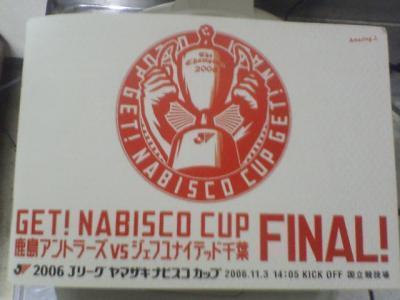 Amazing J.
GET! NABISCO CUP GET! NABISCO CUP
The Champion
2006
GET! NABISCO CUP FINAL!
鹿島アントラーズ vs ジェフユナイテッド千葉
2006 Jリーグ ヤマザキナビスコ カップ 2006.11.3 14:05 KICK OFF 国立競技場